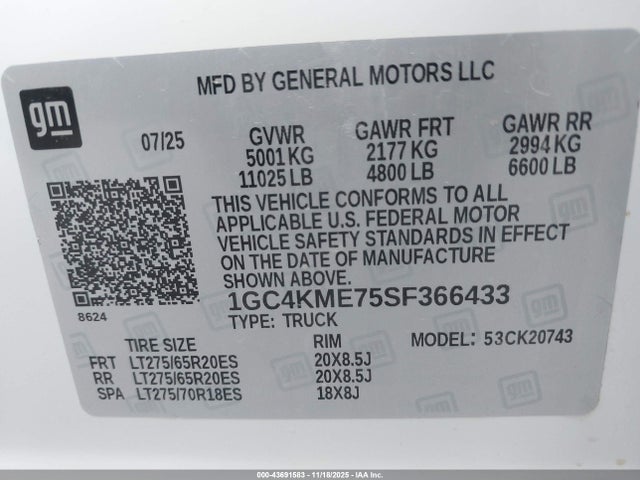 MFD BY GENERAL MOTORS LLC
gm
07/25
GVWR
5001 KG
11025 LB
GAWR FRT
2177 KG
4800 LB
GAWR RR
2994 KG
6600 LB
THIS VEHICLE CONFORMS TO ALL
APPLICABLE U.S. FEDERAL MOTOR
VEHICLE SAFETY STANDARDS IN EFFECT
ON THE DATE OF MANUFACTURE
SHOWN ABOVE.
8624
1GC4KME75SF366433
TYPE: TRUCK
MODEL: 53CK20743
TIRE SIZE RIM
FRT LT275/65R20ES 20X8.5J
RR LT275/65R20ES 20X8.5J
SPA LT275/70R18ES 18X8J
000-43691583 | 11/18/2025 | IAA, Inc.